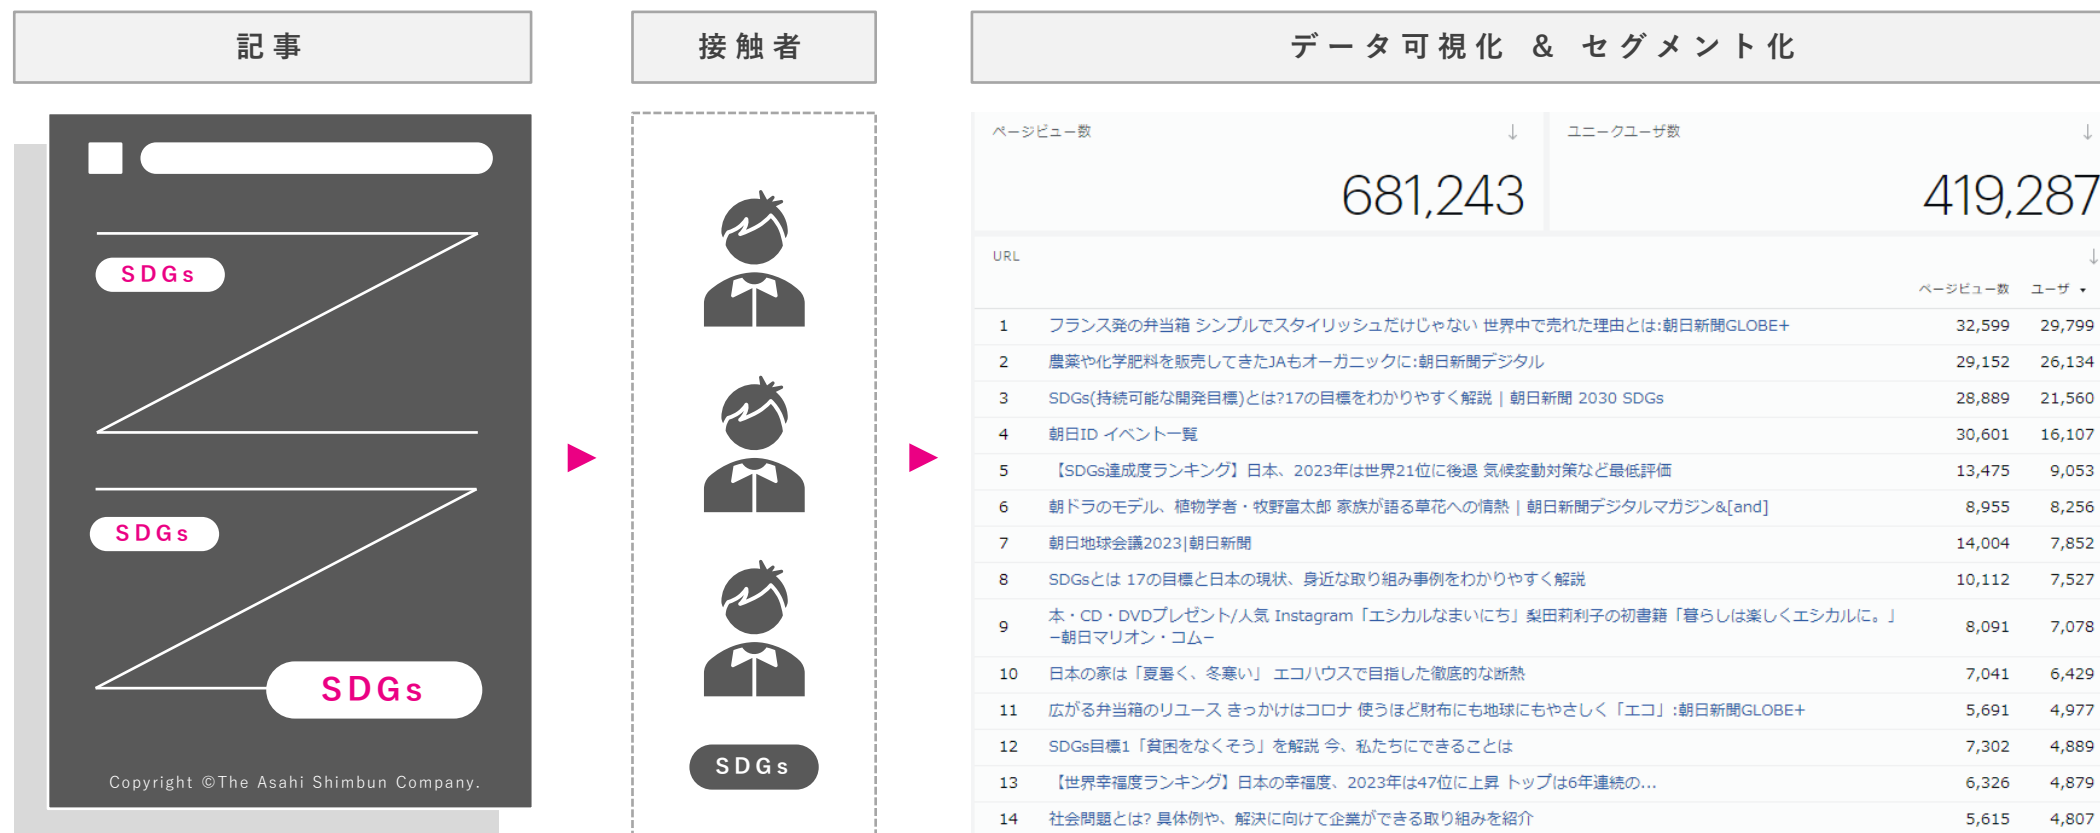 記事
接触者
データ可視化 & セグメント化
SDGs
SDGs
SDGs
Copyright ©The Asahi Shimbun Company.
SDGs
ページビュー数 ↓
681,243
ユニークユーザ数 ↓
419,287
URL ↓
ページビュー数 ユーザ ▼
1 フランス発の弁当箱 シンプルでスタイリッシュだけじゃない 世界中で売れた理由とは:朝日新聞GLOBE+ 32,599 29,799
2 農薬や化学肥料を販売してきたJAもオーガニックに:朝日新聞デジタル 29,152 26,134
3 SDGs(持続可能な開発目標)とは?17の目標をわかりやすく解説 | 朝日新聞 2030 SDGs 28,889 21,560
4 朝日ID イベント一覧 30,601 16,107
5 【SDGs達成度ランキング】日本、2023年は世界21位に後退 気候変動対策など最低評価 13,475 9,053
6 朝ドラのモデル、植物学者・牧野富太郎 家族が語る草花への情熱 | 朝日新聞デジタルマガジン&[and] 8,955 8,256
7 朝日地球会議2023|朝日新聞 14,004 7,852
8 SDGsとは 17の目標と日本の現状、身近な取り組み事例をわかりやすく解説 10,112 7,527
9 本・CD・DVDプレゼント/人気 Instagram「エシカルなまいにち」梨田莉利子の初書籍「暮らしは楽しくエシカルに。」
−朝日マリオン・コム− 8,091 7,078
10 日本の家は「夏暑く、冬寒い」 エコハウスで目指した徹底的な断熱 7,041 6,429
11 広がる弁当箱のリユース きっかけはコロナ 使うほど財布にも地球にもやさしく「エコ」:朝日新聞GLOBE+ 5,691 4,977
12 SDGs目標1「貧困をなくそう」を解説 今、私たちにできることは 7,302 4,889
13 【世界幸福度ランキング】日本の幸福度、2023年は47位に上昇 トップは6年連続の... 6,326 4,879
14 社会問題とは? 具体例や、解決に向けて企業ができる取り組みを紹介 5,615 4,807